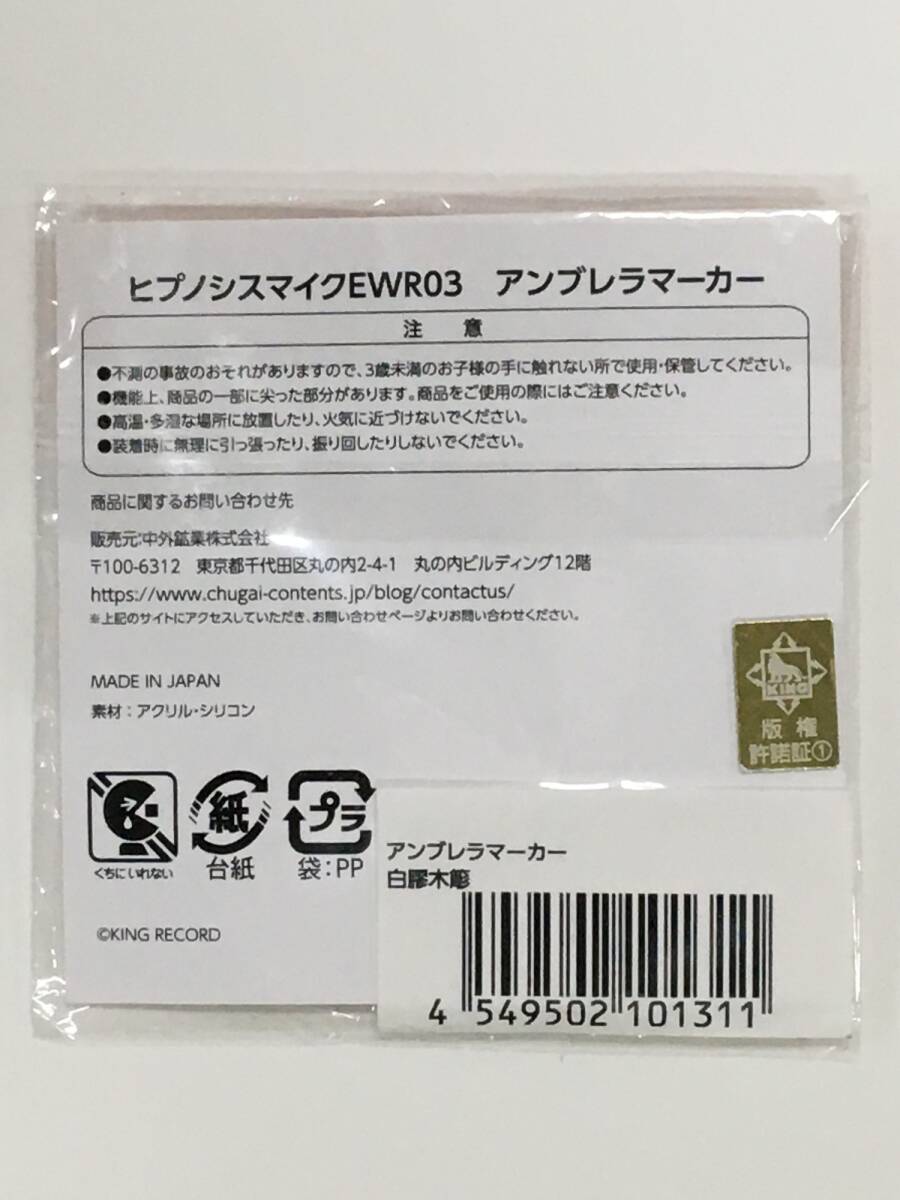 ヒプノシスマイクEWR03　アンブレラマーカー
注　意
●不測の事故のおそれがありますので、3歳未満のお子様の手に触れない所で使用・保管してください。
●機能上、商品の一部に尖った部分があります。商品をご使用の際にはご注意ください。
●高温・多湿な場所に放置したり、火気に近づけないでください。
●装着時に無理に引っ張ったり、振り回したりしないでください。
商品に関するお問い合わせ先
販売元:中外鉱業株式会社
〒100-6312　東京都千代田区丸の内2-4-1　丸の内ビルディング12階
https://www.chugai-contents.jp/blog/contactus/
※上記のサイトにアクセスしていただき、お問い合わせページよりお問い合わせください。
MADE IN JAPAN
素材：アクリル・シリコン
KING
版権
許諾証①
くちにいれない
紙
台紙
プラ
袋：PP
©KING RECORD
アンブレラマーカー
白膠木簓
4 549502 101311